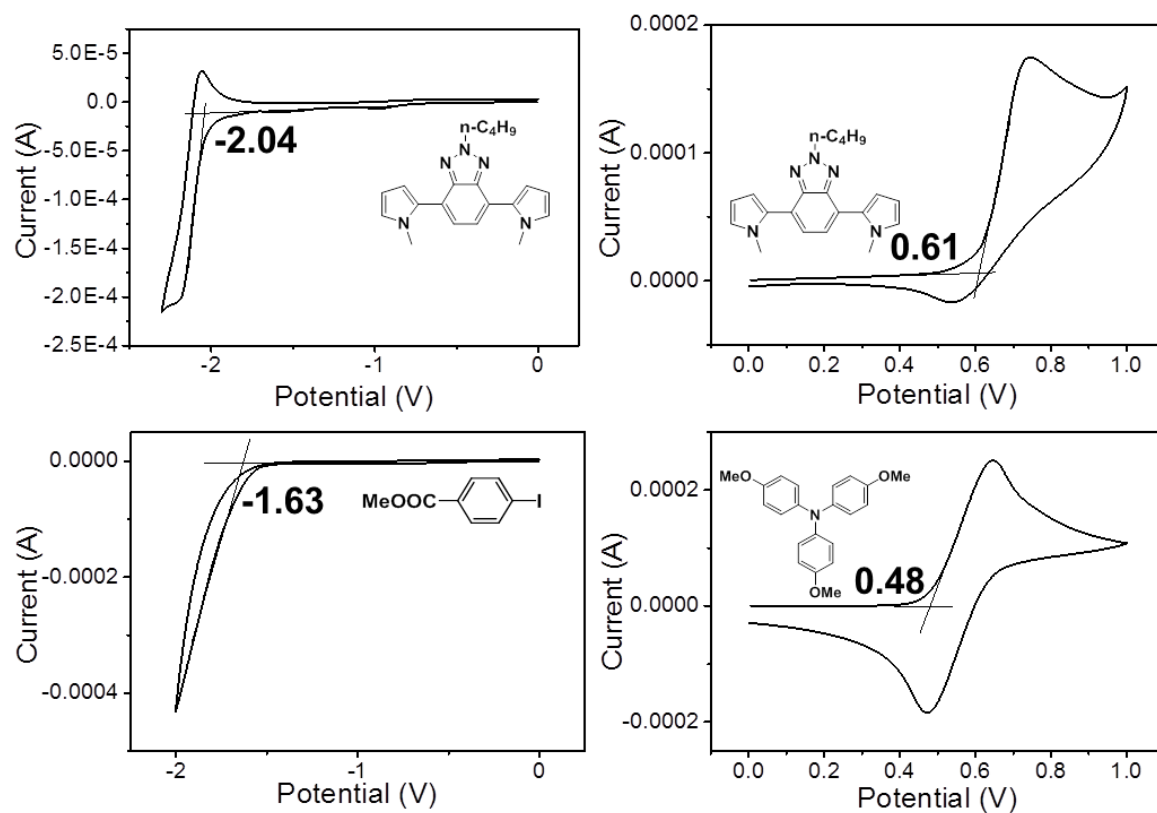 5.0E-5
0.0
-5.0E-5
-1.0E-4
-1.5E-4
-2.0E-4
-2.5E-4
Current (A)
-2.04
n-C4H9
N
N
N
N
N
-2
-1
0
Potential (V)
0.0002
0.0001
0.0000
Current (A)
n-C4H9
N
N
N
N
N
0.61
0.0
0.2
0.4
0.6
0.8
1.0
Potential (V)
0.0000
-0.0002
-0.0004
Current (A)
-1.63
MeOOC
I
-2
-1
0
Potential (V)
0.0002
0.0000
-0.0002
Current (A)
MeO
OMe
N
OMe
0.48
0.0
0.2
0.4
0.6
0.8
1.0
Potential (V)